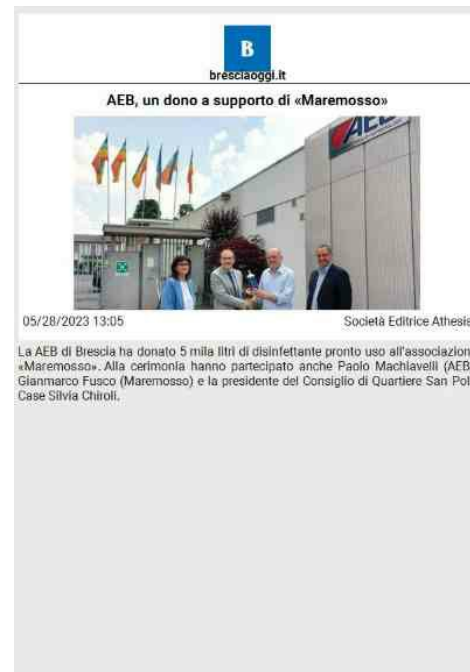 B
bresciaoggi.it
AEB, un dono a supporto di «Maremosso»
AEB
05/28/2023 13:05
Società Editrice Athesis
La AEB di Brescia ha donato 5 mila litri di disinfettante pronto uso all'association
«Maremosso». Alla cerimonia hanno partecipato anche Paolo Machiavelli (AEB
Gianmarco Fusco (Maremosso) e la presidente del Consiglio di Quartiere San Pol
Case Silvia Chiroli.